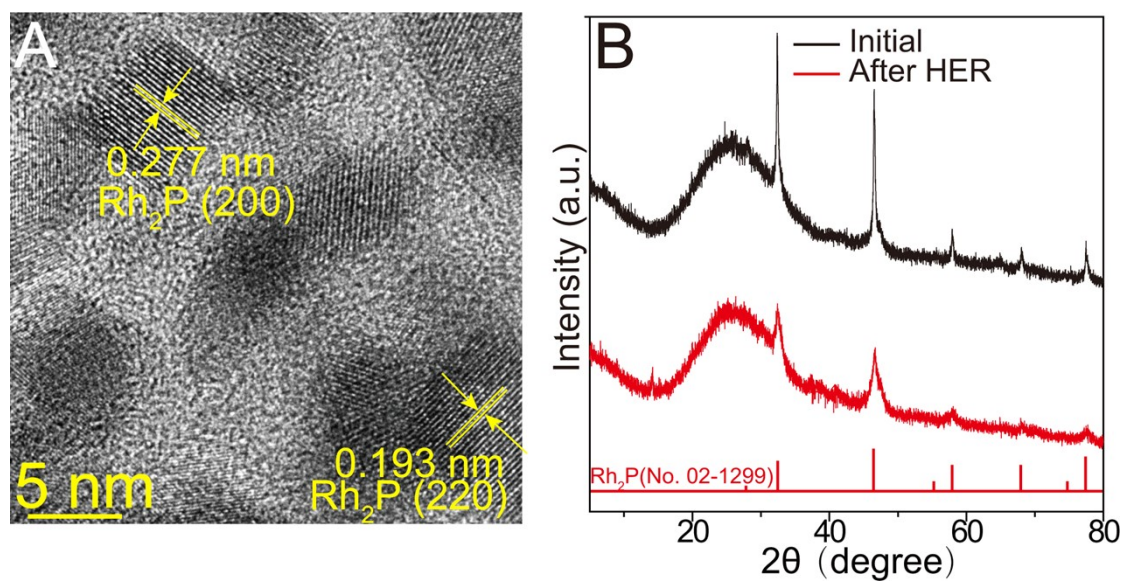 A
0.277 nm
Rh₂P (200)
0.193 nm
Rh₂P (220)
5 nm
B
Initial
After HER
Intensity (a.u.)
Rh₂P(No. 02-1299)
20 40 60 80
2θ (degree)